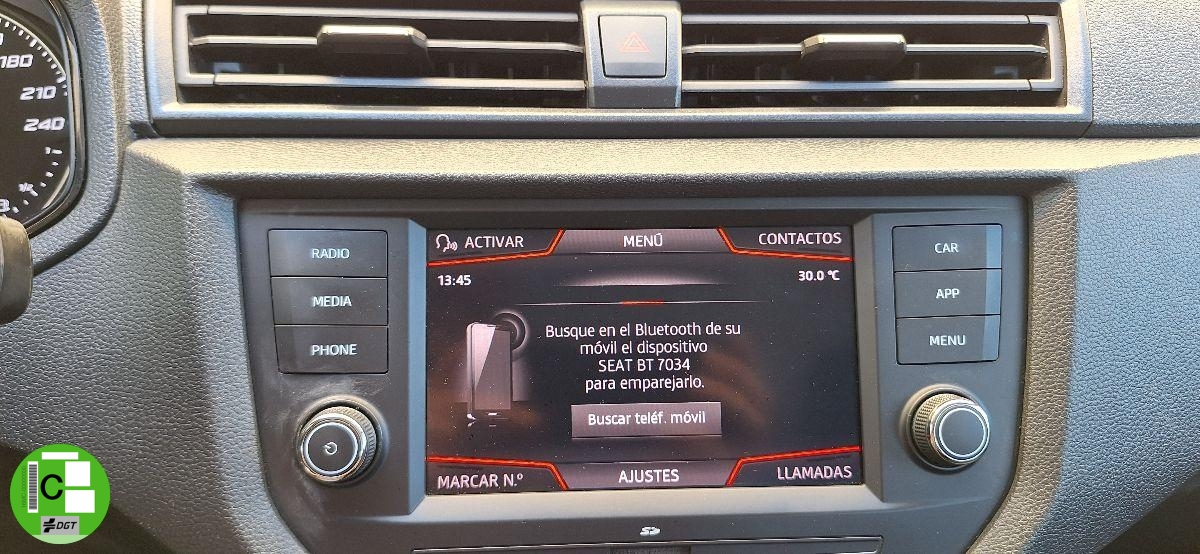 180
210
240
RADIO
MEDIA
PHONE
ACTIVAR
MENÚ
CONTACTOS
13:45
30.0 °C
Busque en el Bluetooth de su
móvil el dispositivo
SEAT BT 7034
para emparejarlo.
Buscar teléf. móvil
MARCAR N.º
AJUSTES
LLAMADAS
CAR
APP
MENU
SD
C
DGT